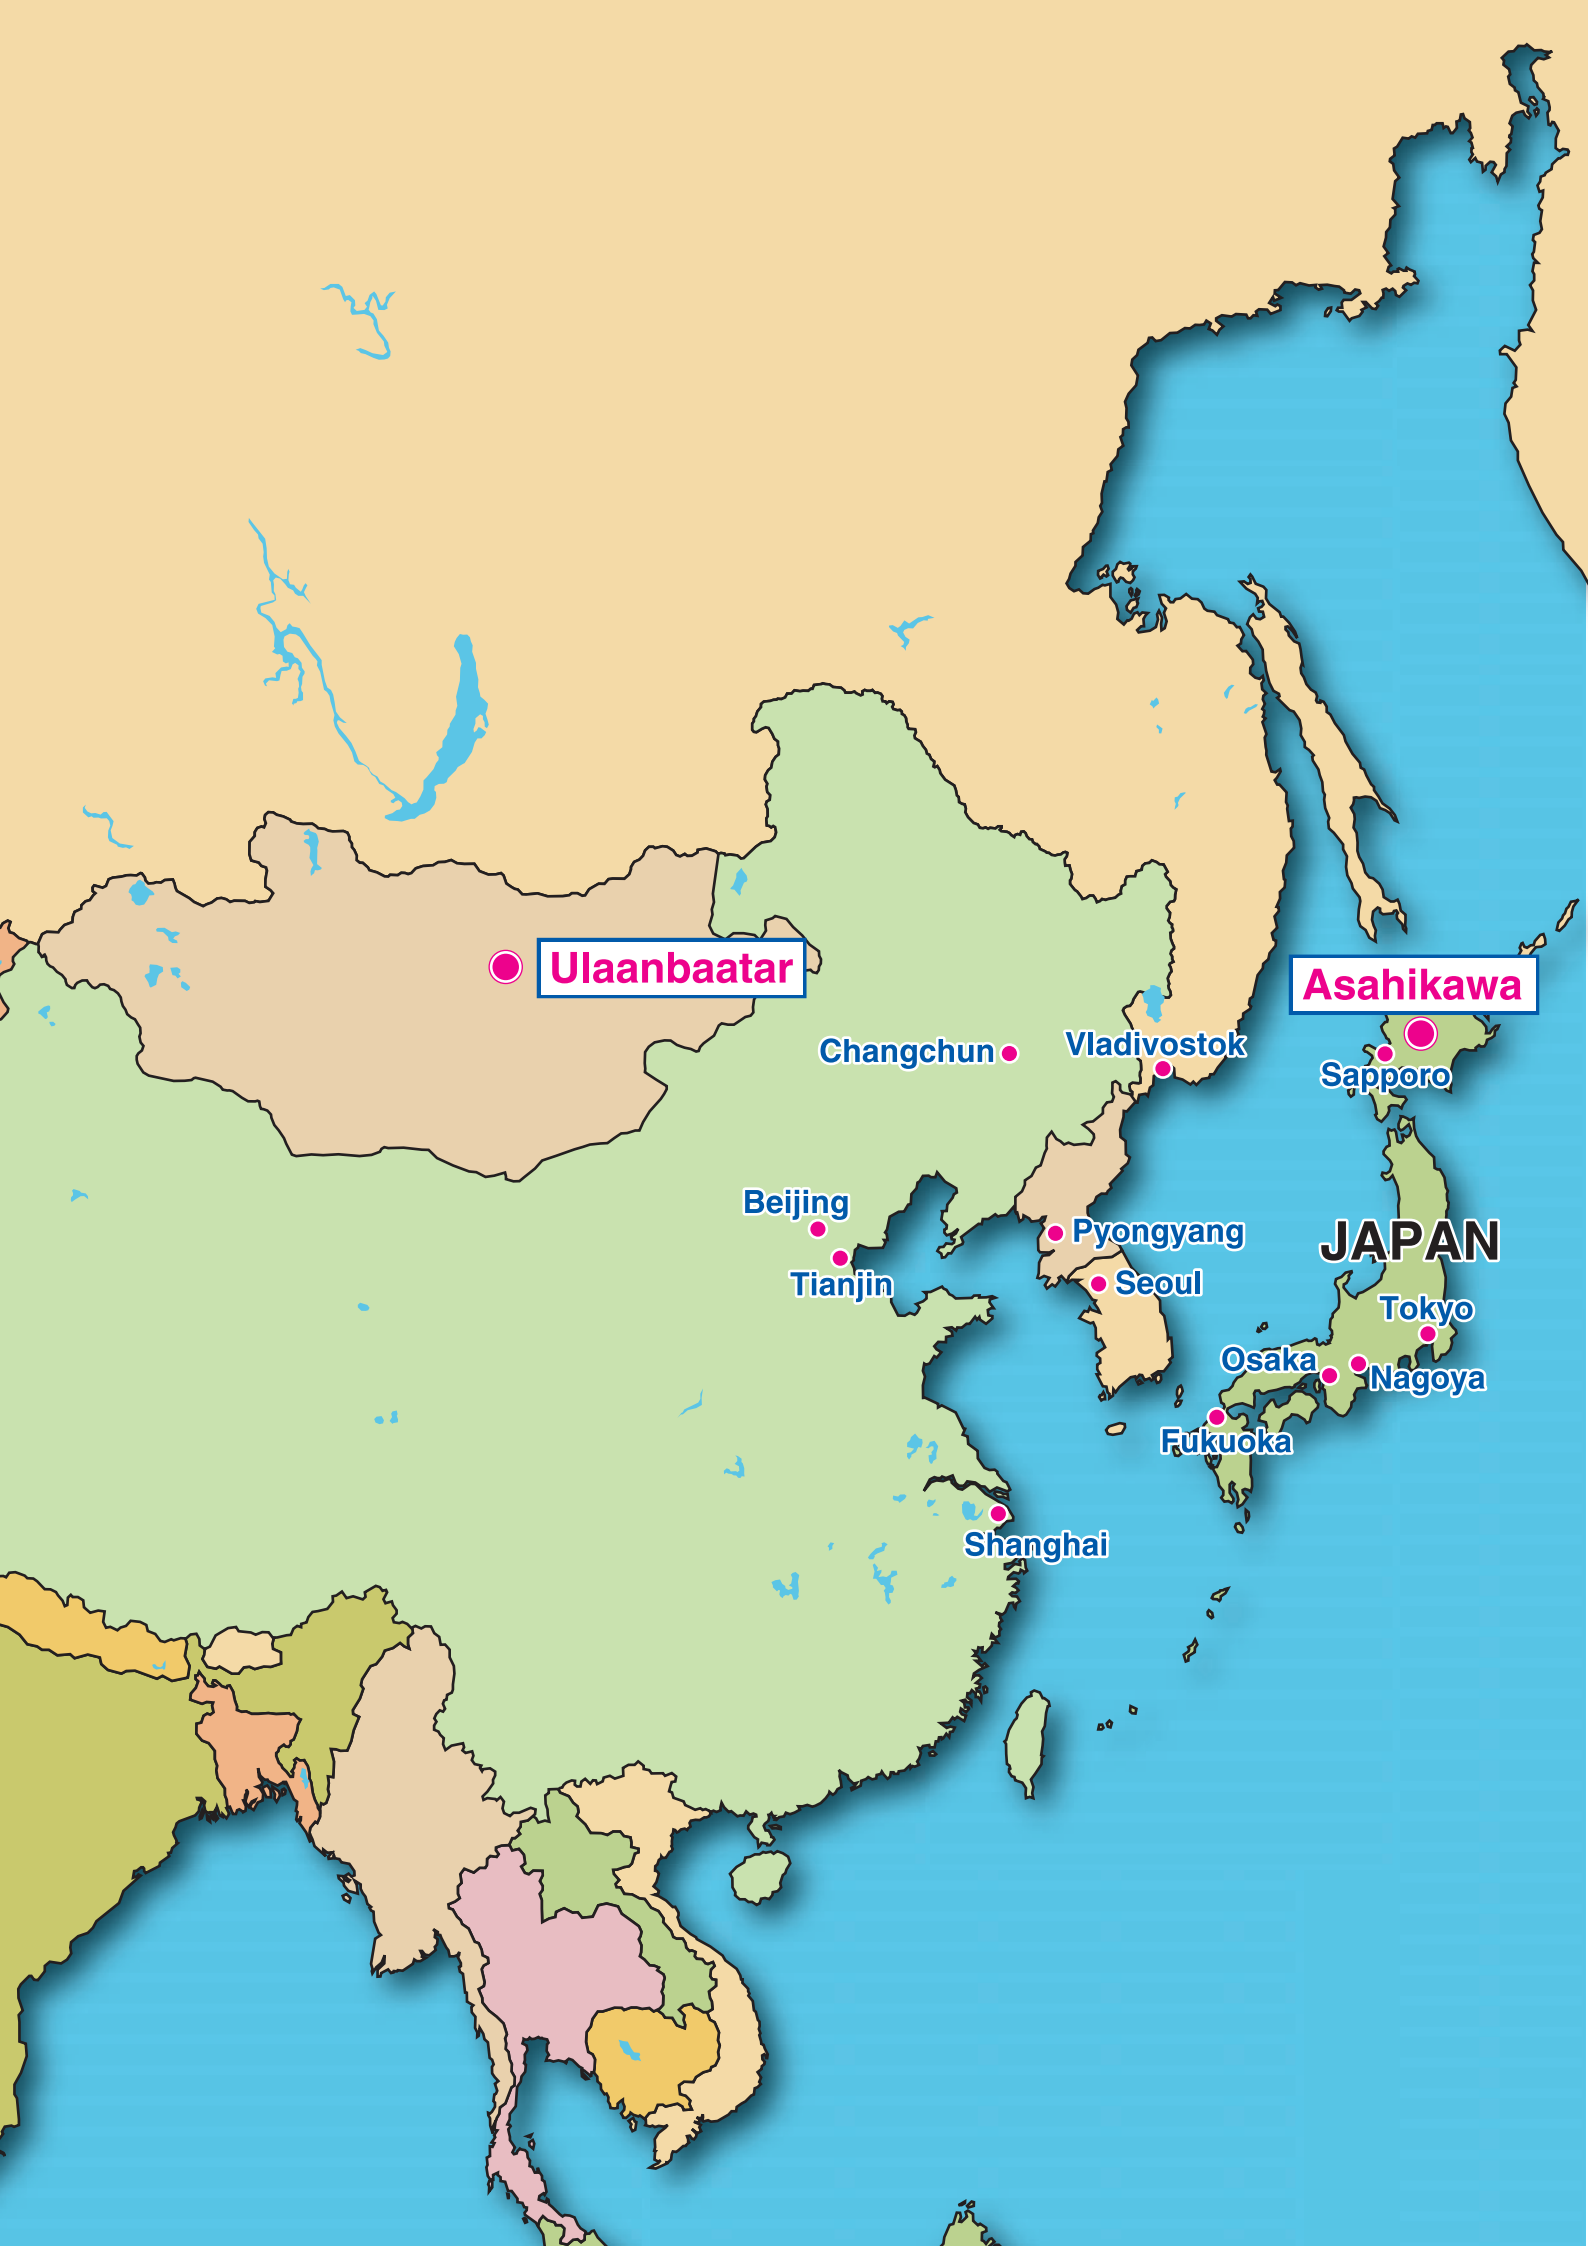 Ulaanbaatar
Asahikawa
Changchun
Vladivostok
Sapporo
Beijing
Pyongyang
JAPAN
Tianjin
Seoul
Tokyo
Osaka
Nagoya
Fukuoka
Shanghai